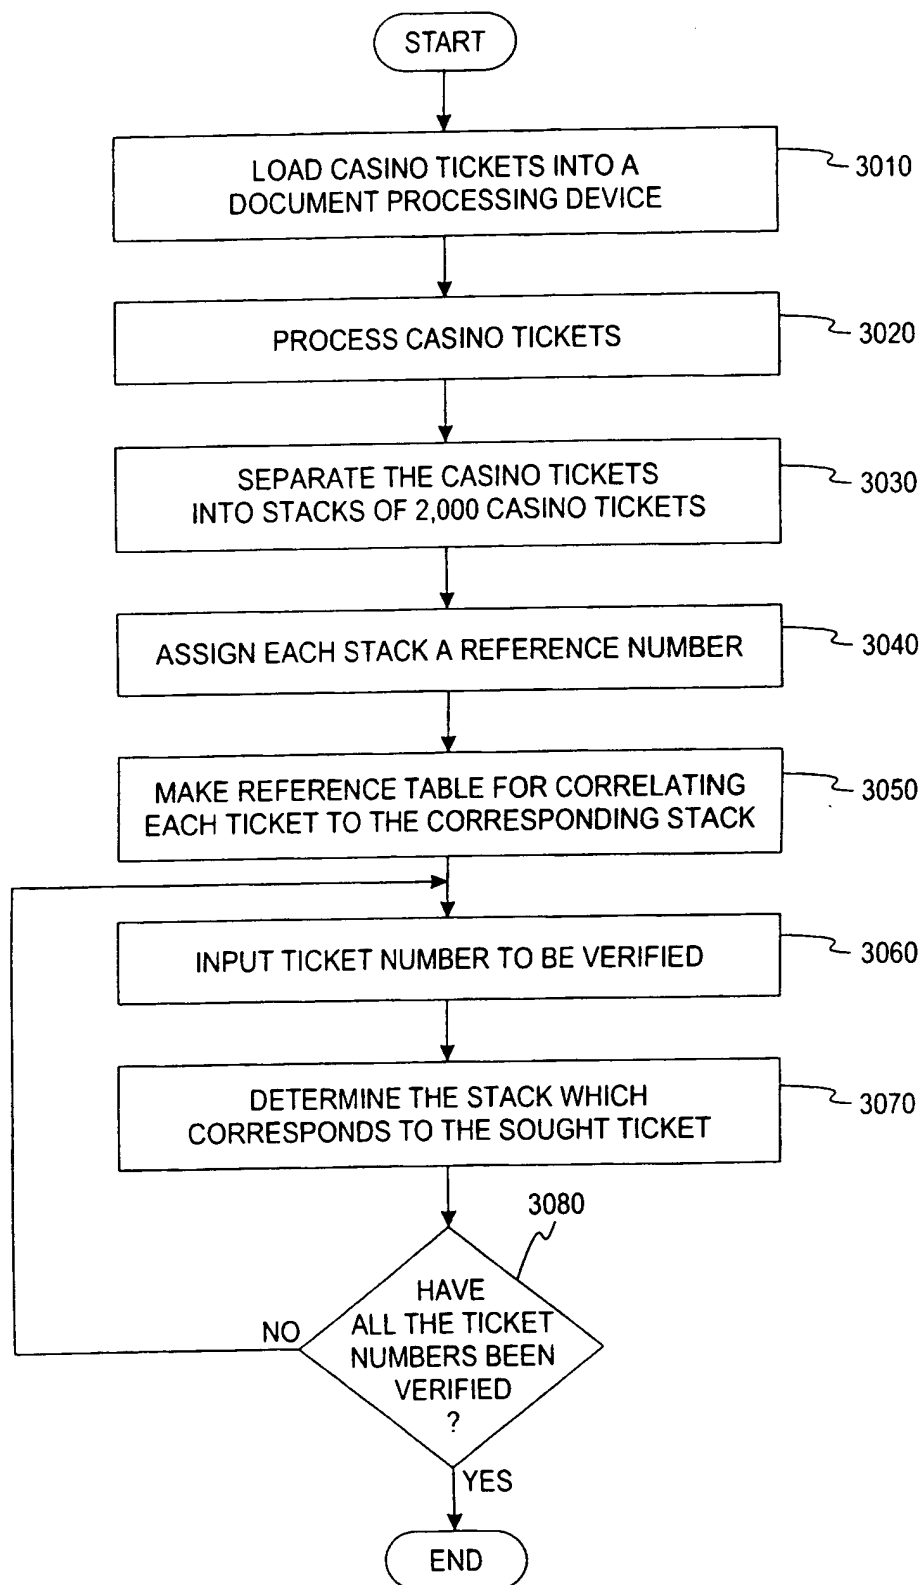 START
LOAD CASINO TICKETS INTO A
DOCUMENT PROCESSING DEVICE
3010
PROCESS CASINO TICKETS
3020
SEPARATE THE CASINO TICKETS
INTO STACKS OF 2,000 CASINO TICKETS
3030
ASSIGN EACH STACK A REFERENCE NUMBER
3040
MAKE REFERENCE TABLE FOR CORRELATING
EACH TICKET TO THE CORRESPONDING STACK
3050
INPUT TICKET NUMBER TO BE VERIFIED
3060
DETERMINE THE STACK WHICH
CORRESPONDS TO THE SOUGHT TICKET
3070
3080
HAVE
ALL THE TICKET
NUMBERS BEEN
VERIFIED
?
NO
YES
END